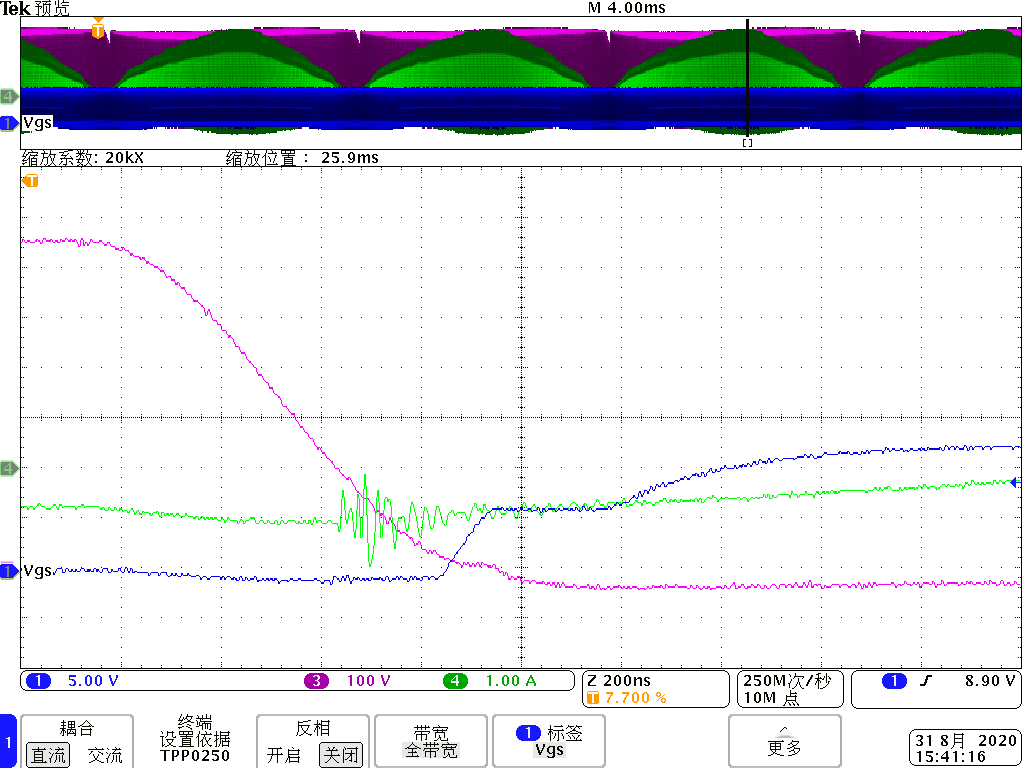 Tek 预览
M 4.00ms
T
4
1 Vgs
缩放系数: 20kX 缩放位置： 25.9ms
T
4
1 Vgs
1 5.00 V 3 100 V 4 1.00 A
Z 200ns
T 7.700 %
250M次/秒
10M 点
1 8.90 V
1
耦合
直流 交流
终端
设置依据
TPP0250
反相
开启 关闭
带宽
全带宽
1 标签
Vgs
更多
31 8月 2020
15:41:16